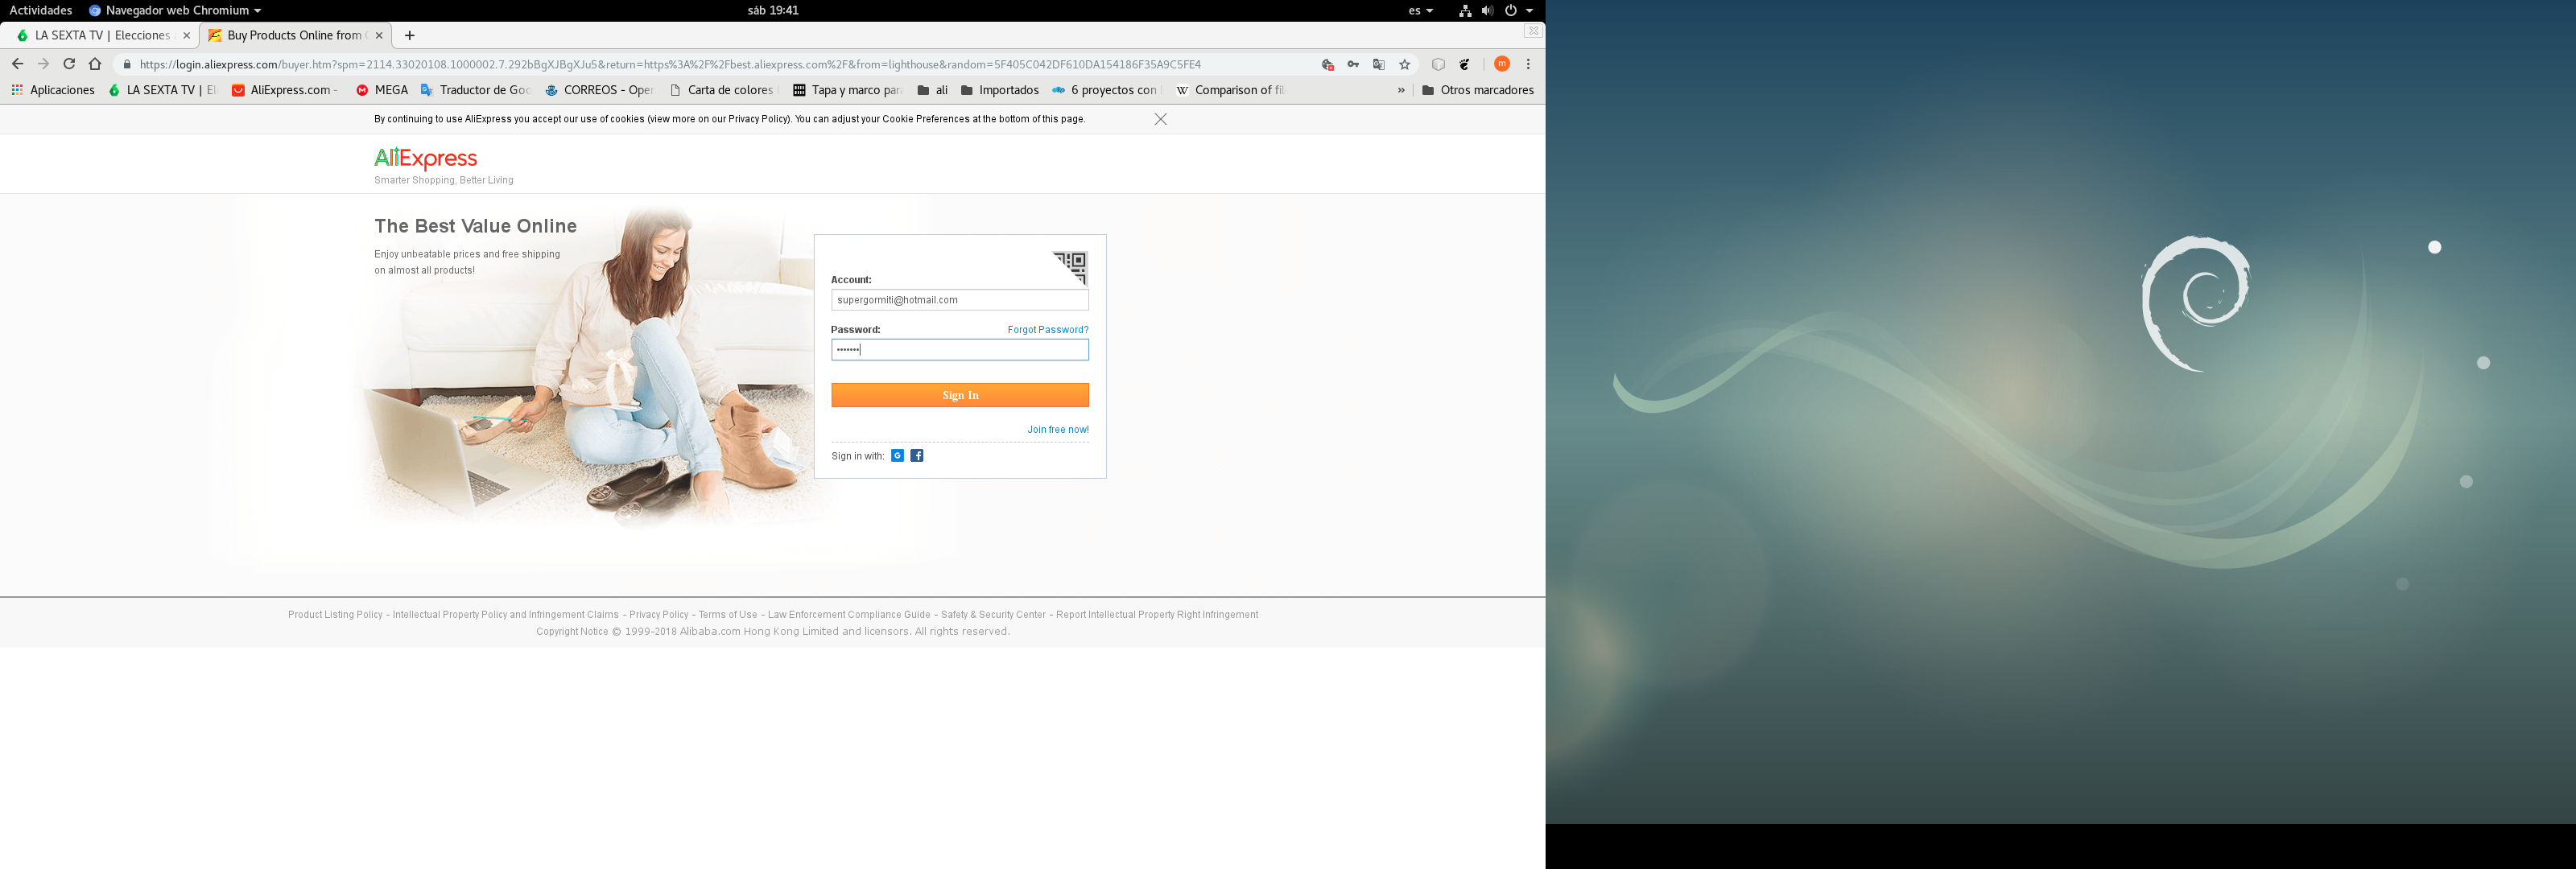 Actividades Navegador web Chromium sáb 19:41 es
LA SEXTA TV | Elecciones Buy Products Online from
https://login.aliexpress.com/buyer.htm?spm=2114.33020108.1000002.7.292bBgXJBgXJu5&return=https%3A%2F%2Fbest.aliexpress.com%2F&from=lighthouse&random=5F405C042DF610DA154186F35A9C5FE4 m
Aplicaciones LA SEXTA TV | El AliExpress.com - MEGA Traductor de Goo CORREOS - Oper Carta de colores Tapa y marco para ali Importados 6 proyectos con W Comparison of fil » Otros marcadores
By continuing to use AliExpress you accept our use of cookies (view more on our Privacy Policy). You can adjust your Cookie Preferences at the bottom of this page.
AliExpress
Smarter Shopping, Better Living
The Best Value Online
Enjoy unbeatable prices and free shipping
on almost all products!
Account:
supergormiti@hotmail.com
Password: Forgot Password?
•••••••
Sign In
Join free now!
Sign in with: G f
Product Listing Policy - Intellectual Property Policy and Infringement Claims - Privacy Policy - Terms of Use - Law Enforcement Compliance Guide - Safety & Security Center - Report Intellectual Property Right Infringement
Copyright Notice © 1999-2018 Alibaba.com Hong Kong Limited and licensors. All rights reserved.